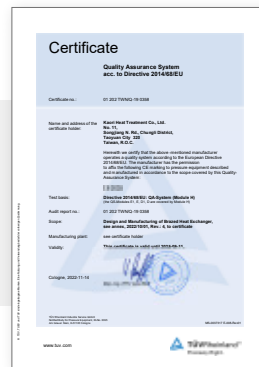 Certificate
Quality Assurance System
acc. to Directive 2014/68/EU
Certificate no.: 01 202 TWN/Q-19 0358
Name and address of the certificate holder: Kaori Heat Treatment Co., Ltd.
No. 11,
Songjiang N. Rd., Chungli District,
Taoyuan City 320
Taiwan, R.O.C.
Herewith we certify that the above-mentioned manufacturer
operates a quality system according to the European Directive
2014/68/EU. The manufacturer has the permission
to affix the following CE-marking to pressure equipment described
and manufactured in accordance to the scope covered by this Quality-
Assurance System:
Test basis: Directive 2014/68/EU: QA-System (Module H)
Audit report no.: 01 202 TWN/Q-19 0358
Scope: Design and Manufacturing of Brazed Heat Exchanger,
see annex, 2022/10/01, Rev.: 4, to certificate
Manufacturing plant: see certificate holder
Validity: This certificate is valid until
Cologne, 2022-11-14
www.tuv.com
TÜVRheinland
Precisely Right.